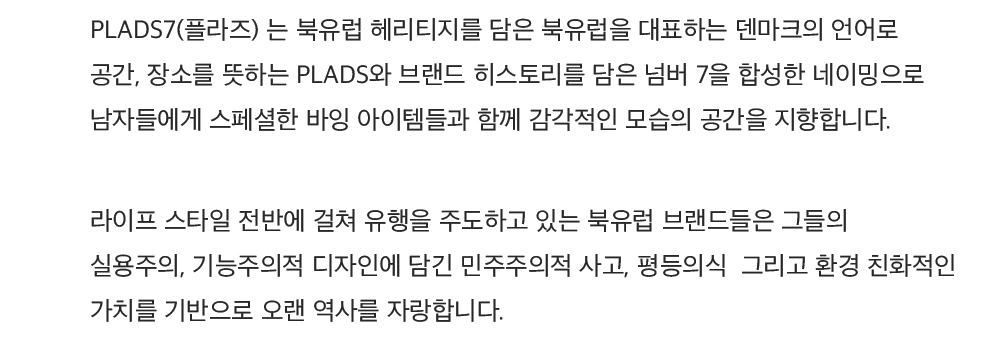 PLADS7(플라즈) 는 북유럽 헤리티지를 담은 북유럽을 대표하는 덴마크의 언어로
공간, 장소를 뜻하는 PLADS와 브랜드 히스토리를 담은 넘버 7을 합성한 네이밍으로
남자들에게 스페셜한 바잉 아이템들과 함께 감각적인 모습의 공간을 지향합니다.
라이프 스타일 전반에 걸쳐 유행을 주도하고 있는 북유럽 브랜드들은 그들의
실용주의, 기능주의적 디자인에 담긴 민주주의적 사고, 평등의식  그리고 환경 친화적인
가치를 기반으로 오랜 역사를 자랑합니다.